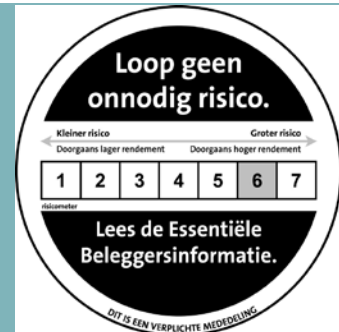 Loop geen
onnodig risico.
Kleiner risico Groter risico
Doorgaans lager rendement Doorgaans hoger rendement
1 2 3 4 5 6 7
risicometer
Lees de Essentiële
Beleggersinformatie.
DIT IS EEN VERPLICHTE MEDEDELING